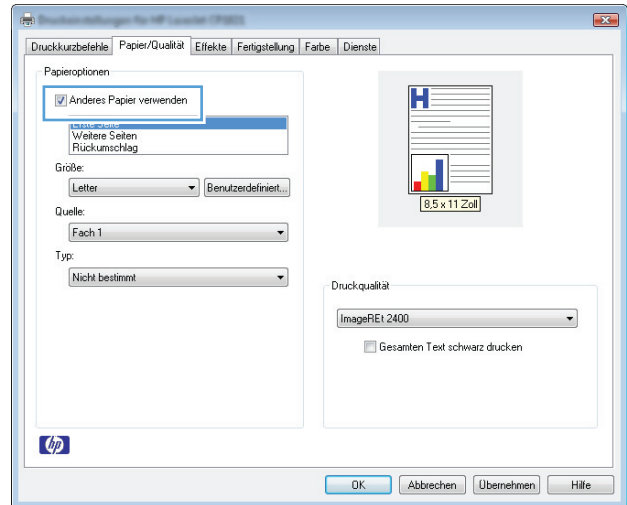 Druckkurzbefehle Papier/Qualität Effekte Fertigstellung Farbe Dienste
Papieroptionen
Anderes Papier verwenden
Weitere Seiten
Rückumschlag
Größe:
Letter Benutzerdefiniert...
Quelle:
Fach 1
Typ:
Nicht bestimmt
H
8,5 x 11 Zoll
Druckqualität
ImageREt 2400
Gesamten Text schwarz drucken
hp
OK Abbrechen Übernehmen Hilfe